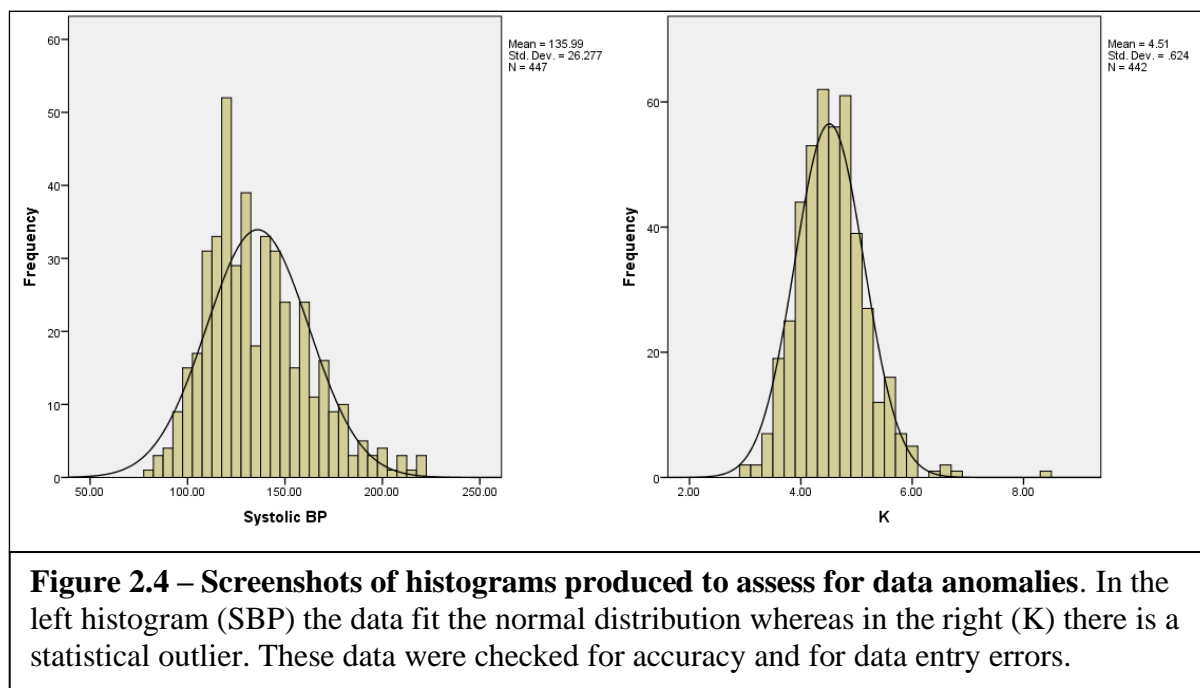 Mean = 135.99
Std. Dev. = 26.277
N = 447
60
50
40
30
20
10
0
Frequency
50.00 100.00 150.00 200.00 250.00
Systolic BP
Mean = 4.51
Std. Dev. = .624
N = 442
60
40
20
0
Frequency
2.00 4.00 6.00 8.00
K
Figure 2.4 – Screenshots of histograms produced to assess for data anomalies. In the
left histogram (SBP) the data fit the normal distribution whereas in the right (K) there is a
statistical outlier. These data were checked for accuracy and for data entry errors.